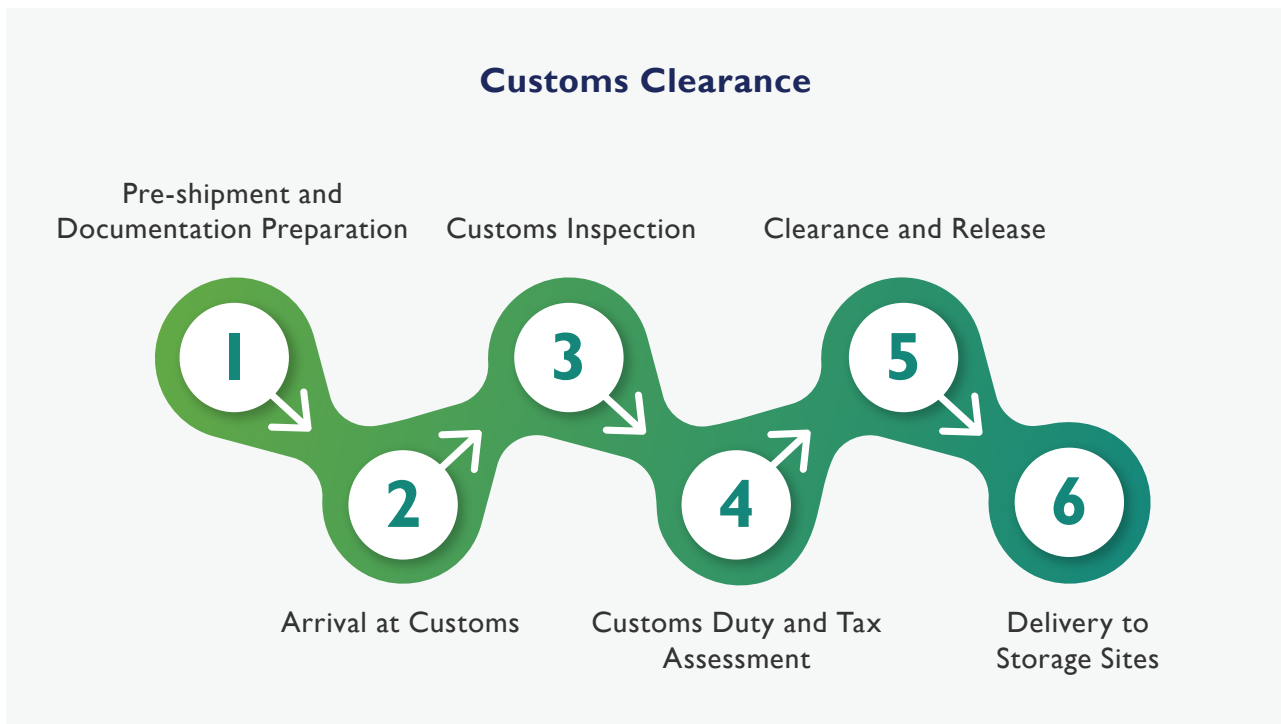 Customs Clearance
Pre-shipment and
Documentation Preparation
Customs Inspection
Clearance and Release
1
2
3
4
5
6
Arrival at Customs
Customs Duty and Tax
Assessment
Delivery to
Storage Sites